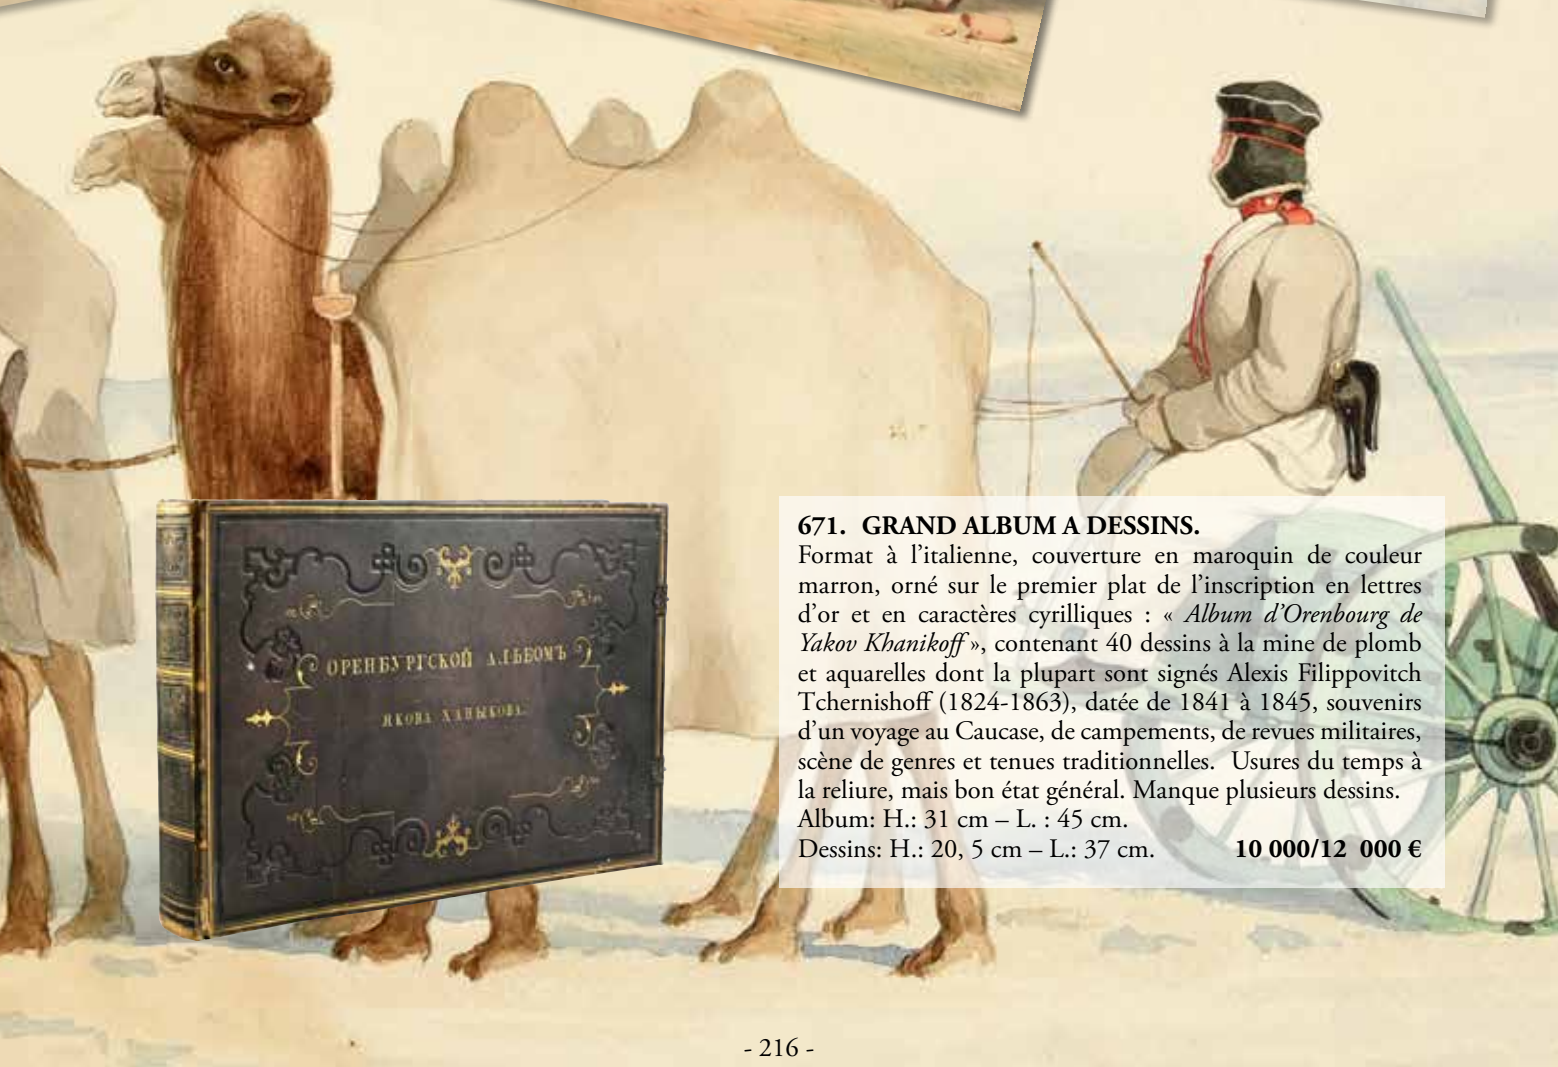 ОРЕНБУРГСКОЙ АЛЬБОМЪ
ЯКОВА ХАНЫКОВА.
671. GRAND ALBUM A DESSINS.
Format à l’italienne, couverture en maroquin de couleur
marron, orné sur le premier plat de l’inscription en lettres
d’or et en caractères cyrilliques : « Album d’Orenbourg de
Yakov Khanikoff », contenant 40 dessins à la mine de plomb
et aquarelles dont la plupart sont signés Alexis Filippovitch
Tchernishoff (1824-1863), datée de 1841 à 1845, souvenirs
d’un voyage au Caucase, de campements, de revues militaires,
scène de genres et tenues traditionnelles. Usures du temps à
la reliure, mais bon état général. Manque plusieurs dessins.
Album: H.: 31 cm – L. : 45 cm.
Dessins: H.: 20, 5 cm – L.: 37 cm. 10 000/12 000 €
- 216 -